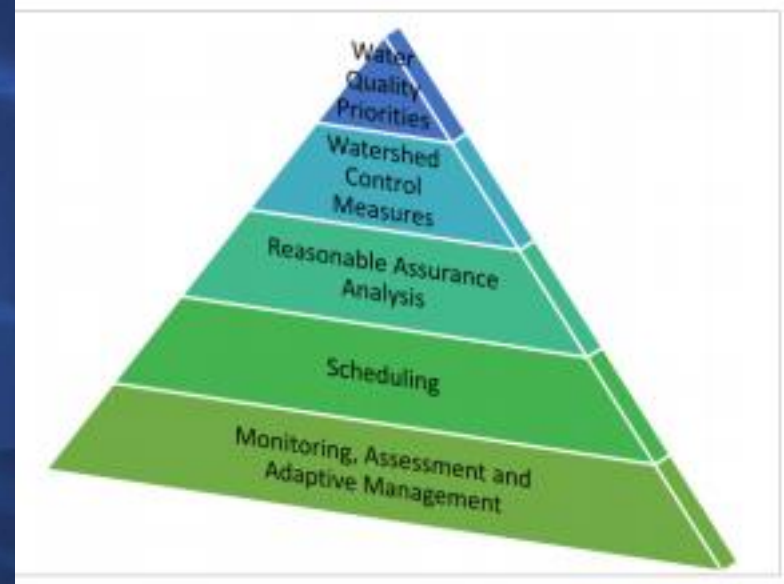 Water
Quality
Priorities
Watershed
Control
Measures
Reasonable Assurance
Analysis
Scheduling
Monitoring, Assessment and
Adaptive Management